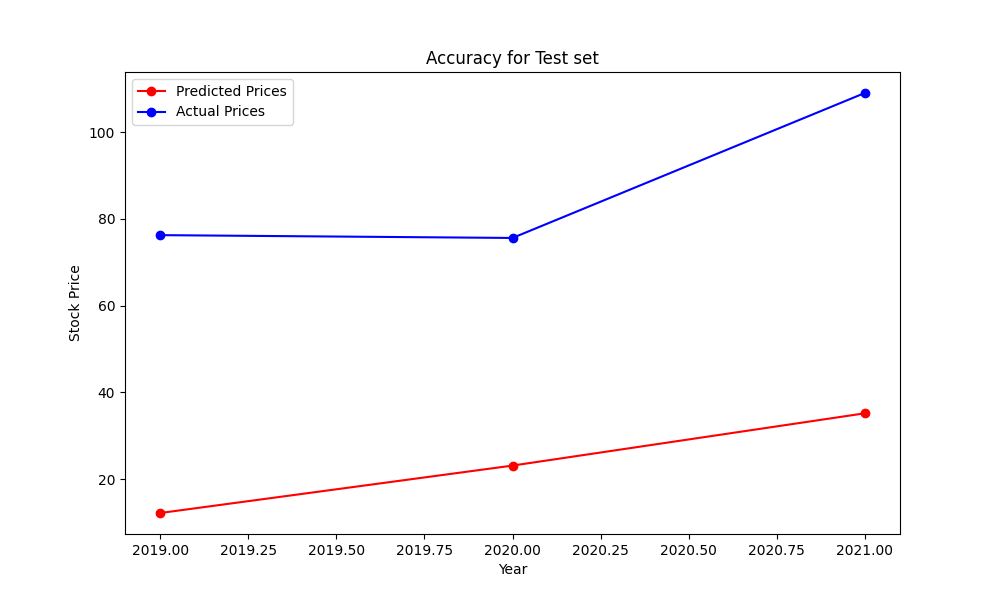 Accuracy for Test set
Predicted Prices
Actual Prices
Stock Price
100
80
60
40
20
2019.00 2019.25 2019.50 2019.75 2020.00 2020.25 2020.50 2020.75 2021.00
Year